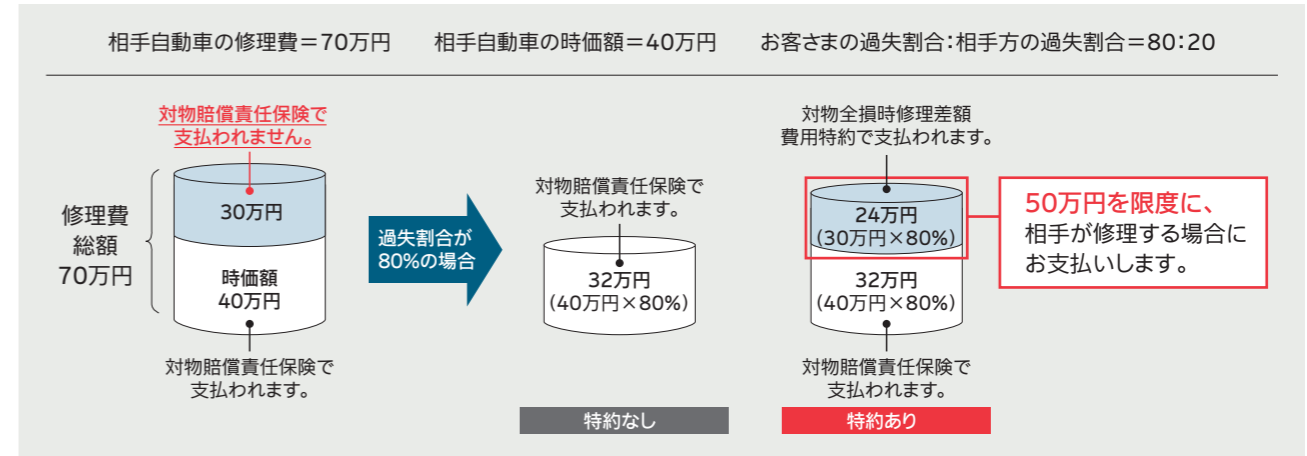 相手自動車の修理費＝70万円　相手自動車の時価額＝40万円　お客さまの過失割合：相手方の過失割合＝80：20
対物賠償責任保険で
支払われません。
修理費
総額
70万円
30万円
時価額
40万円
対物賠償責任保険で
支払われます。
過失割合が
80％の場合
対物賠償責任保険で
支払われます。
32万円
（40万円×80％）
特約なし
対物全損時修理差額
費用特約で支払われます。
24万円
（30万円×80％）
32万円
（40万円×80％）
対物賠償責任保険で
支払われます。
特約あり
50万円を限度に、
相手が修理する場合に
お支払いします。